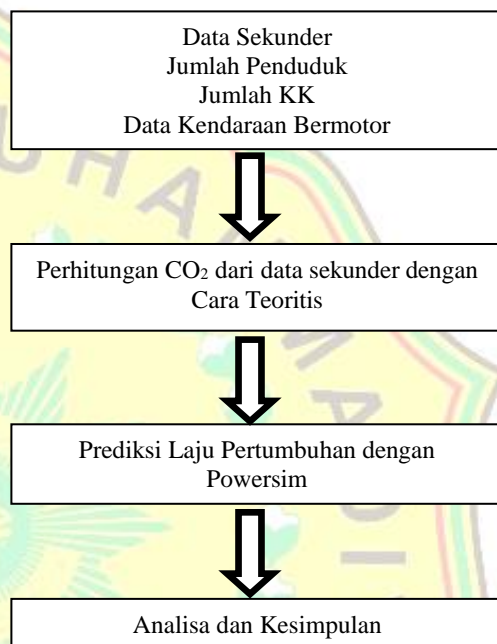 Data Sekunder
Jumlah Penduduk
Jumlah KK
Data Kendaraan Bermotor
Perhitungan CO₂ dari data sekunder dengan
Cara Teoritis
Prediksi Laju Pertumbuhan dengan
Powersim
Analisa dan Kesimpulan